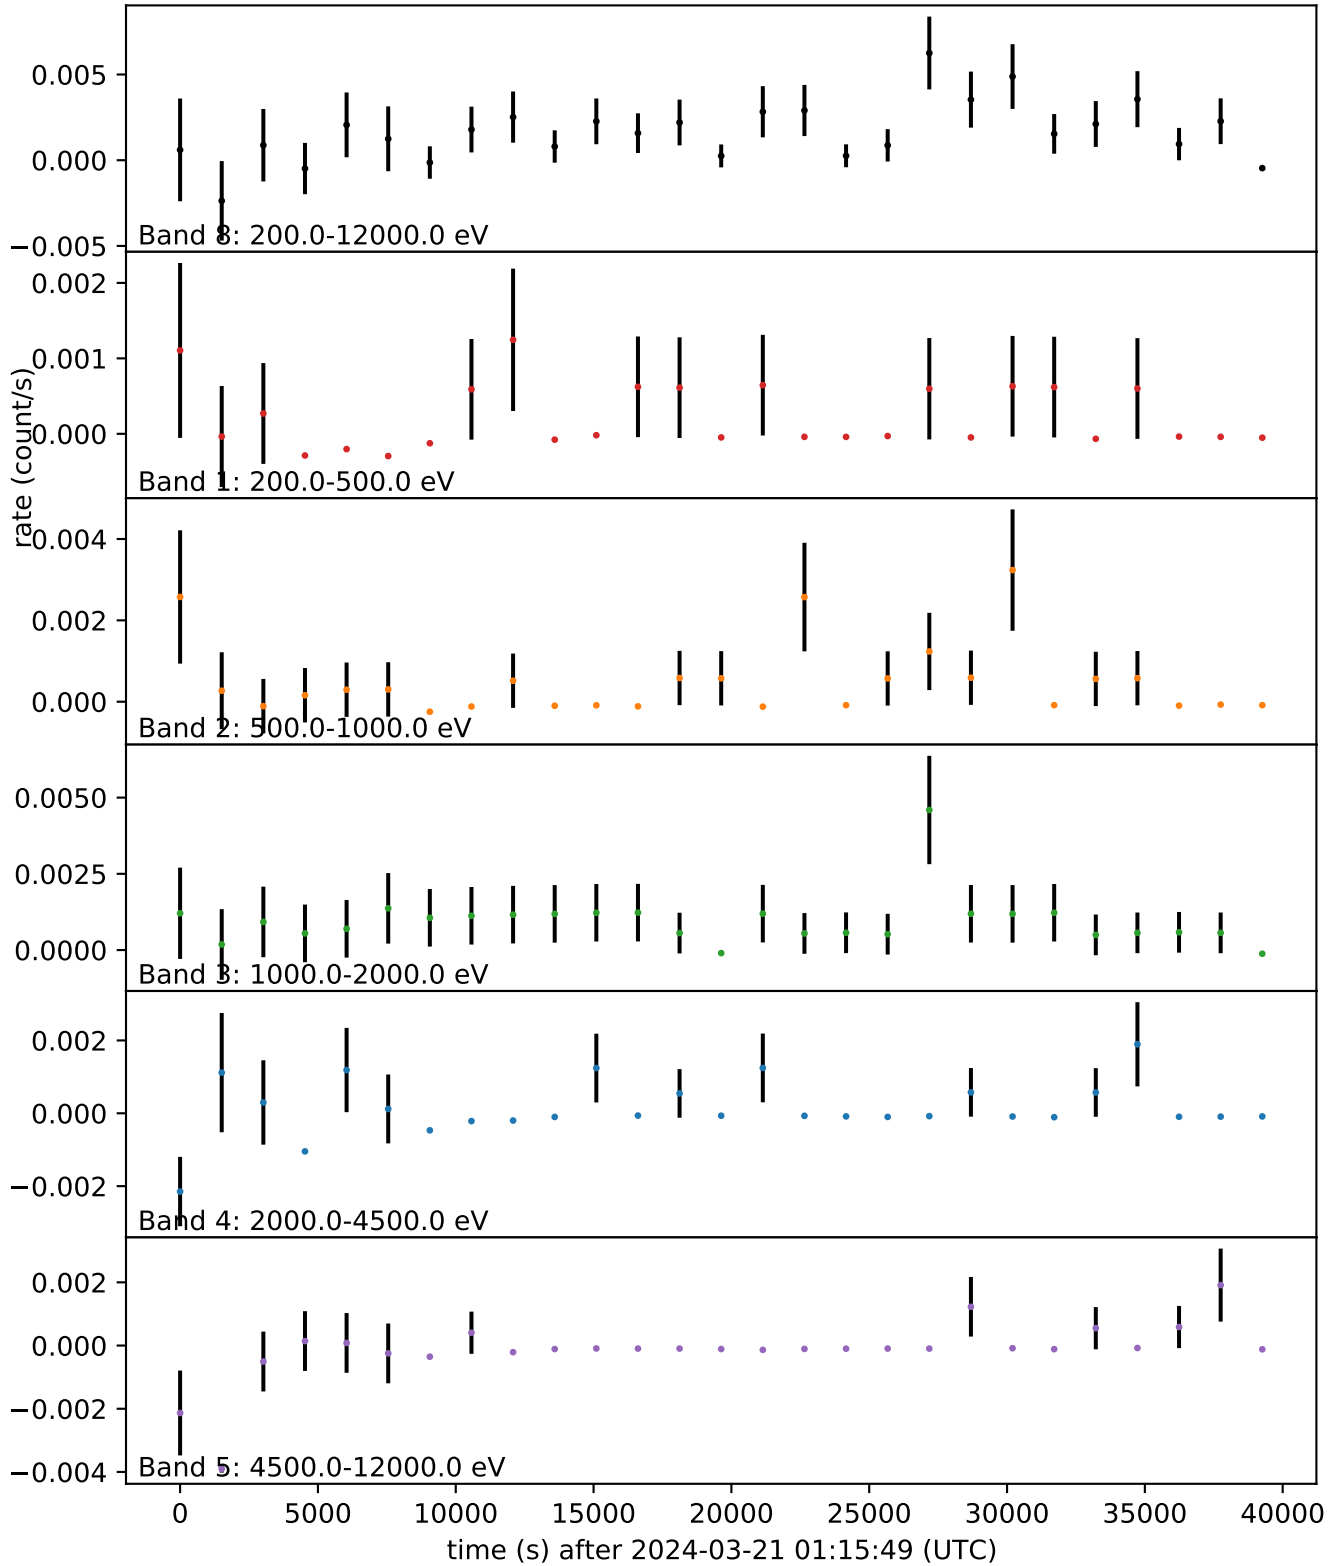 0.005
0.000
−0.005
Band 8: 200.0-12000.0 eV
0.002
0.001
0.000
Band 1: 200.0-500.0 eV
rate (count/s)
0.004
0.002
0.000
Band 2: 500.0-1000.0 eV
0.0050
0.0025
0.0000
Band 3: 1000.0-2000.0 eV
0.002
0.000
−0.002
Band 4: 2000.0-4500.0 eV
0.002
0.000
−0.002
−0.004
Band 5: 4500.0-12000.0 eV
0 5000 10000 15000 20000 25000 30000 35000 40000
time (s) after 2024-03-21 01:15:49 (UTC)